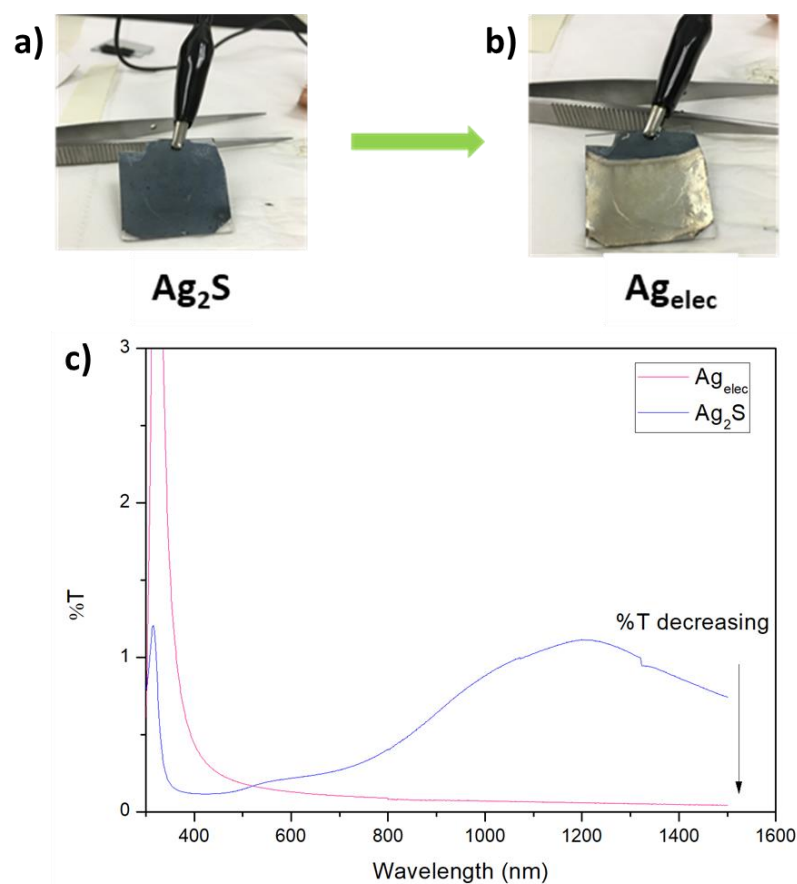 a)
b)
Ag₂S
Agₑₗₑc
c)
3
2
1
0
%T
Agₑₗₑc
Ag₂S
%T decreasing
400
600
800
1000
1200
1400
1600
Wavelength (nm)